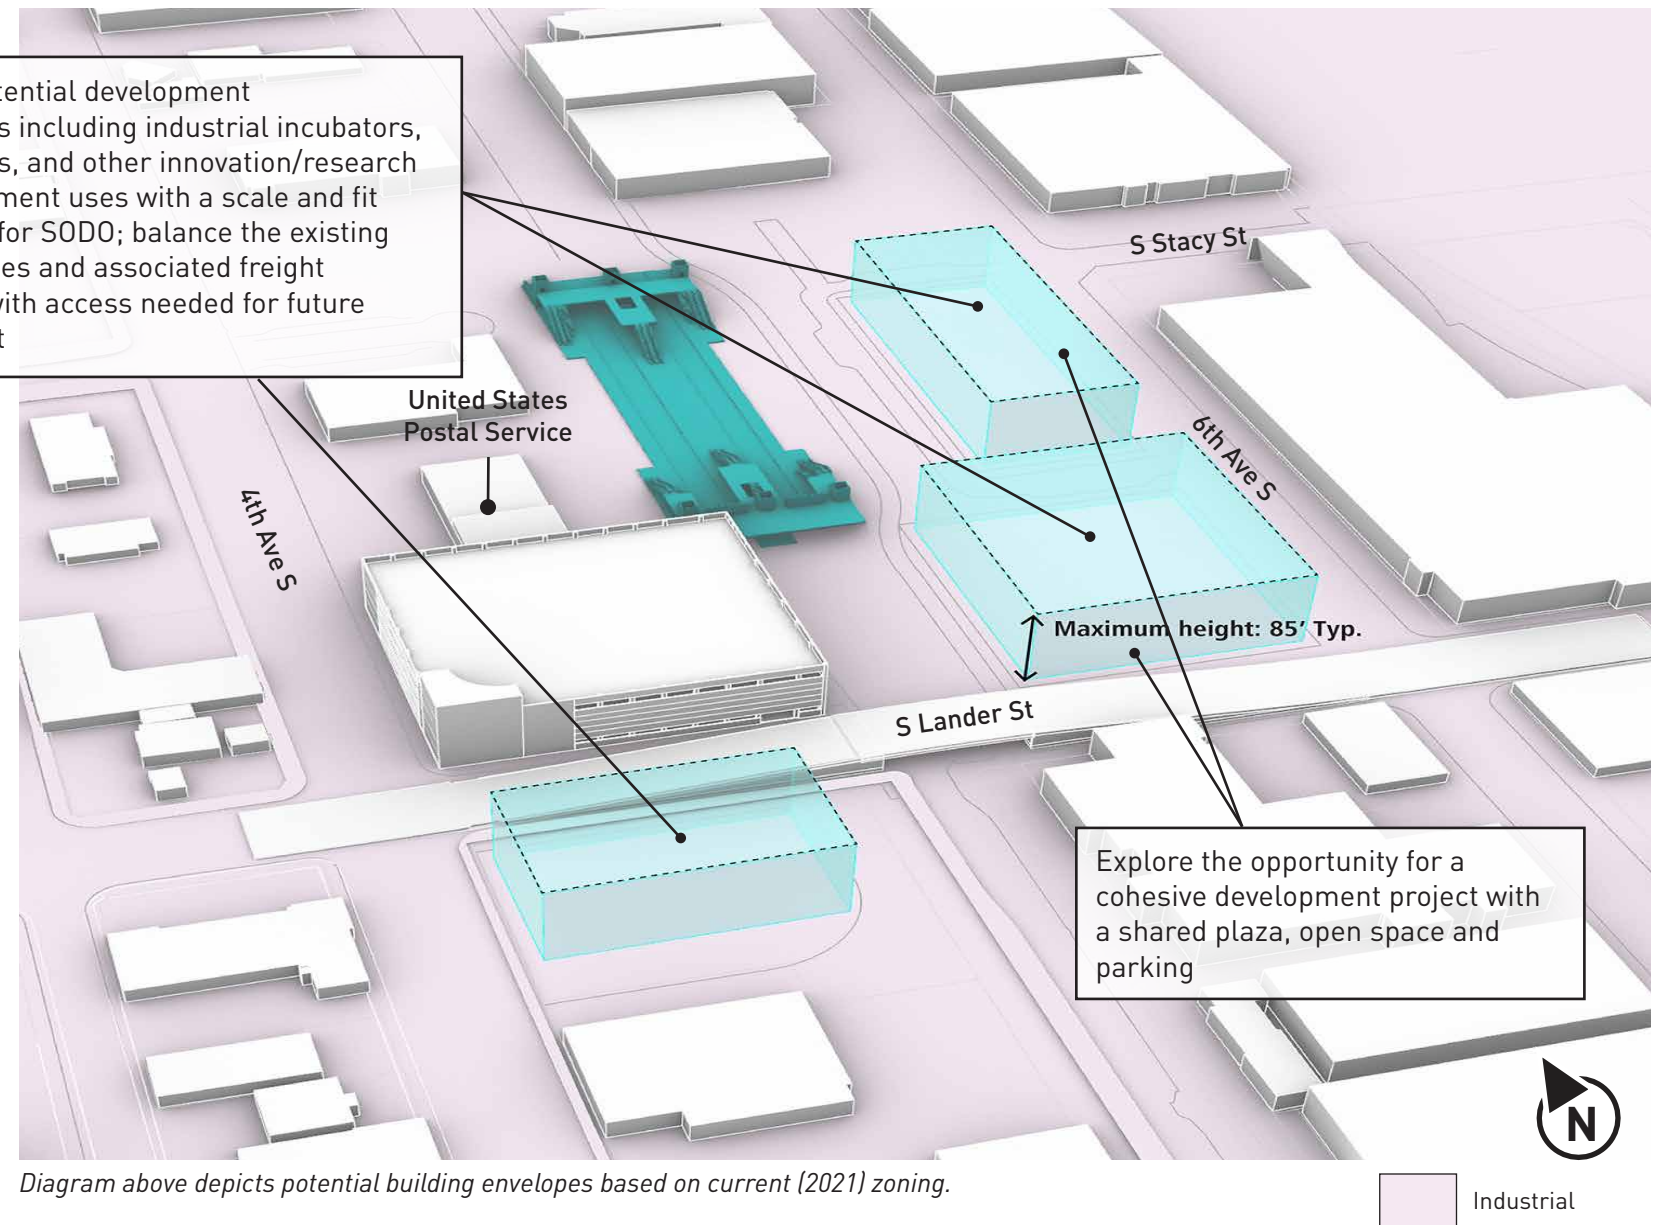 tential development
s including industrial incubators,
s, and other innovation/research
ment uses with a scale and fit
for SODO; balance the existing
es and associated freight
with access needed for future
t
S Stacy St
United States
Postal Service
6th Ave S
4th Ave S
Maximum height: 85' Typ.
S Lander St
Explore the opportunity for a
cohesive development project with
a shared plaza, open space and
parking
N
Diagram above depicts potential building envelopes based on current (2021) zoning.
Industrial